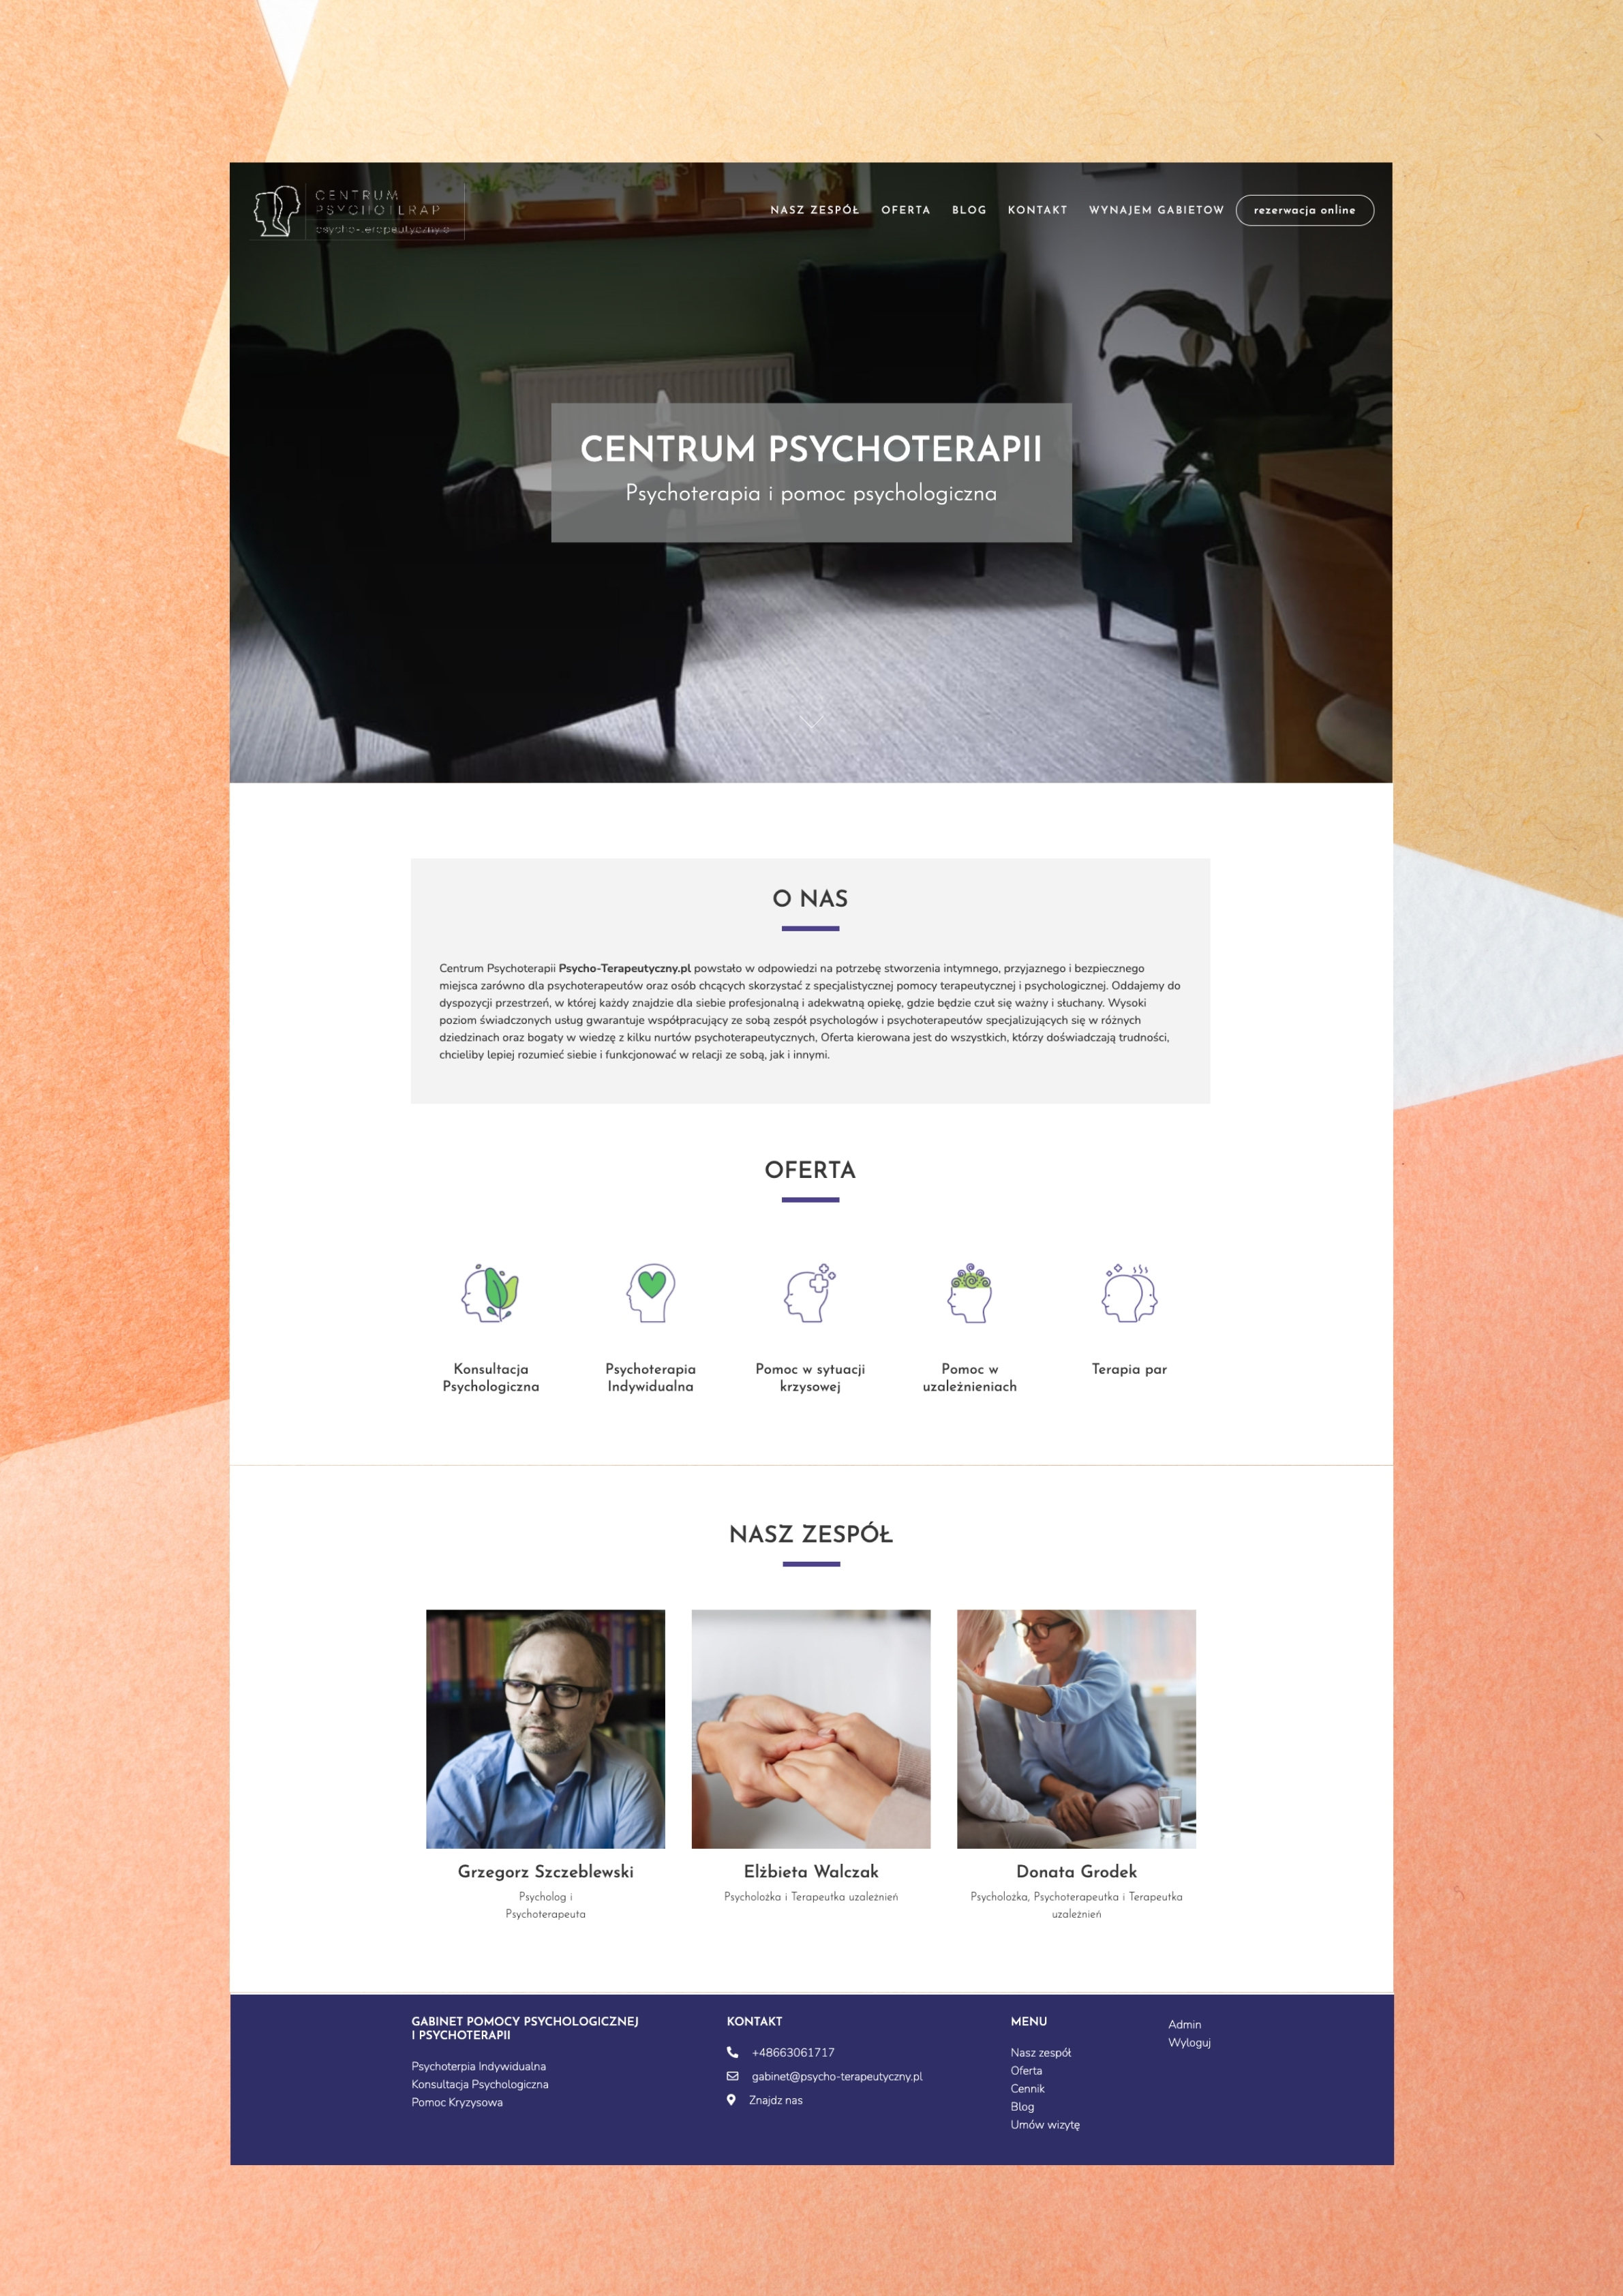 CENTRUM
PSYCHOTERAP
psycho-terapeutyczny.p
NASZ ZESPÓŁ OFERTA BLOG KONTAKT WYNAJEM GABIETOW rezerwacja online
CENTRUM PSYCHOTERAPII
Psychoterapia i pomoc psychologiczna
O NAS
Centrum Psychoterapii Psycho-Terapeutyczny.pl powstało w odpowiedzi na potrzebę stworzenia intymnego, przyjaznego i bezpiecznego
miejsca zarówno dla psychoterapeutów oraz osób chcących skorzystać z specjalistycznej pomocy terapeutycznej i psychologicznej. Oddajemy do
dyspozycji przestrzeń, w której każdy znajdzie dla siebie profesjonalną i adekwatną opiekę, gdzie będzie czuł się ważny i słuchany. Wysoki
poziom świadczonych usług gwarantuje współpracujący ze sobą zespół psychologów i psychoterapeutów specjalizujących się w różnych
dziedzinach oraz bogaty w wiedzę z kilku nurtów psychoterapeutycznych, Oferta kierowana jest do wszystkich, którzy doświadczają trudności,
chcieliby lepiej rozumieć siebie i funkcjonować w relacji ze sobą, jak i innymi.
OFERTA
Konsultacja
Psychologiczna
Psychoterapia
Indywidualna
Pomoc w sytuacji
krzysowej
Pomoc w
uzależnieniach
Terapia par
NASZ ZESPÓŁ
Grzegorz Szczeblewski
Psycholog i
Psychoterapeuta
Elżbieta Walczak
Psycholożka i Terapeutka uzależnień
Donata Grodek
Psycholożka, Psychoterapeutka i Terapeutka
uzależnień
GABINET POMOCY PSYCHOLOGICZNEJ
I PSYCHOTERAPII
Psychoterpia Indywidualna
Konsultacja Psychologiczna
Pomoc Kryzysowa
KONTAKT
+48663061717
gabinet@psycho-terapeutyczny.pl
Znajdz nas
MENU
Nasz zespół
Oferta
Cennik
Blog
Umów wizytę
Admin
Wyloguj